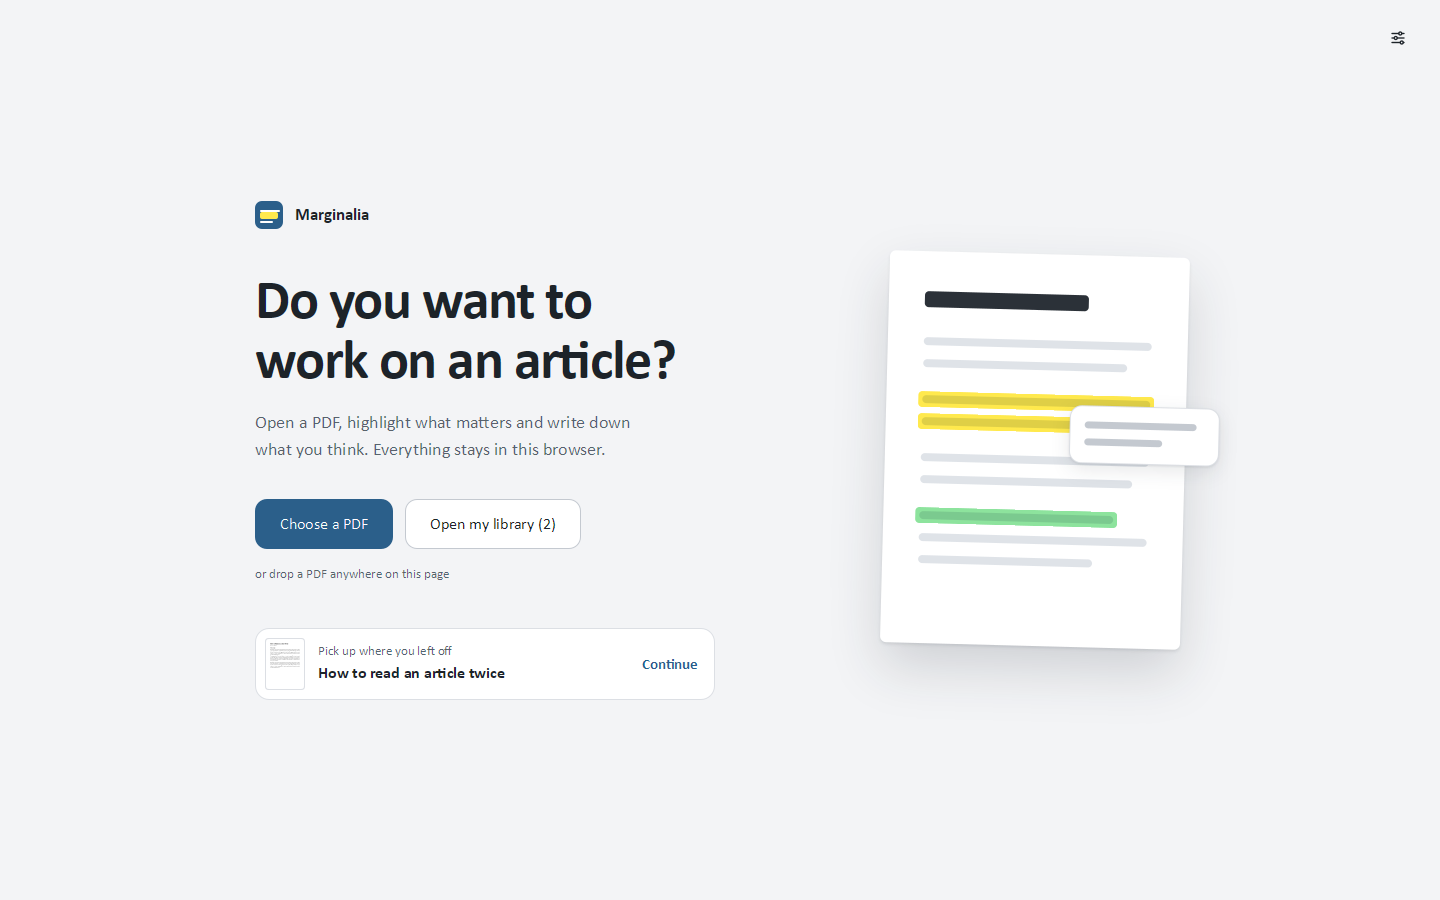 Marginalia
Do you want to
work on an article?
Open a PDF, highlight what matters and write down
what you think. Everything stays in this browser.
Choose a PDF
Open my library (2)
or drop a PDF anywhere on this page
Pick up where you left off
How to read an article twice
Continue